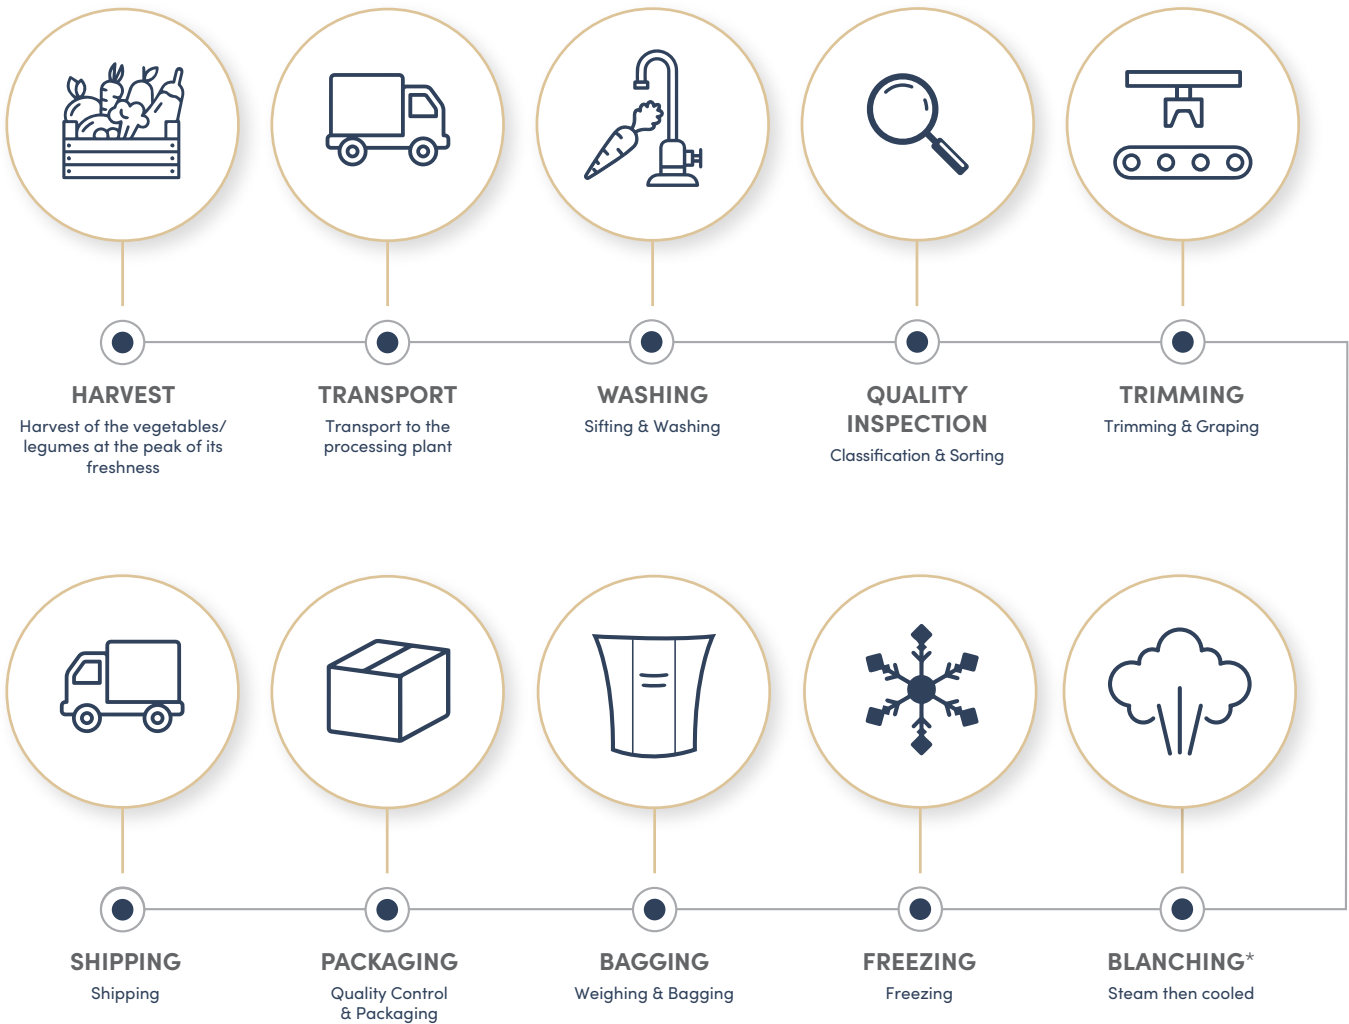 HARVEST
Harvest of the vegetables/
legumes at the peak of its
freshness
TRANSPORT
Transport to the
processing plant
WASHING
Sifting & Washing
QUALITY
INSPECTION
Classification & Sorting
TRIMMING
Trimming & Graping
SHIPPING
Shipping
PACKAGING
Quality Control
& Packaging
BAGGING
Weighing & Bagging
FREEZING
Freezing
BLANCHING*
Steam then cooled